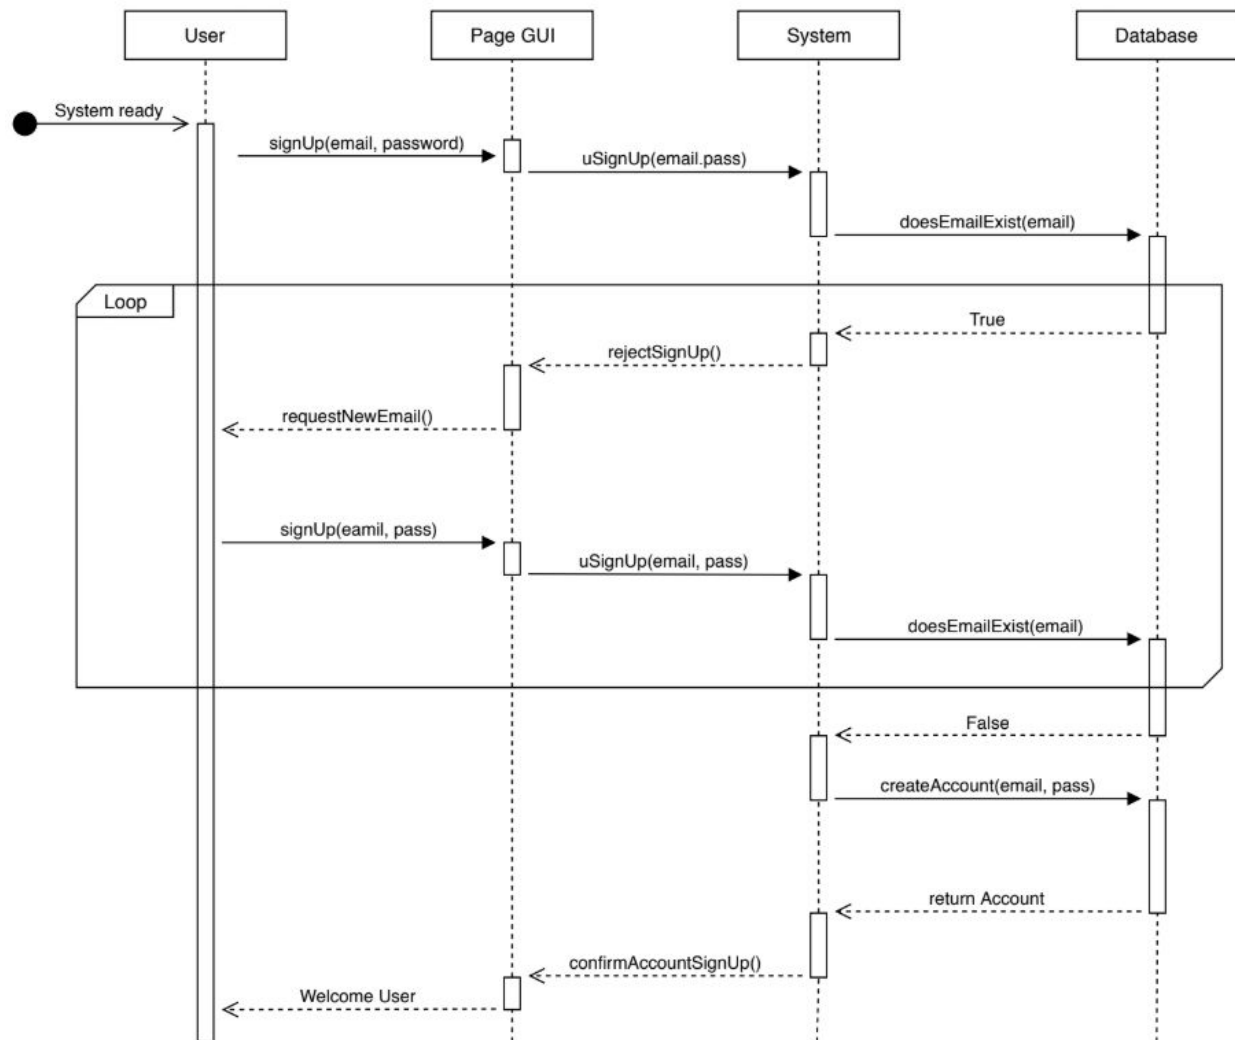 User
Page GUI
System
Database
System ready
signUp(email, password)
uSignUp(email.pass)
doesEmailExist(email)
Loop
True
rejectSignUp()
requestNewEmail()
signUp(eamil, pass)
uSignUp(email, pass)
doesEmailExist(email)
False
createAccount(email, pass)
return Account
confirmAccountSignUp()
Welcome User